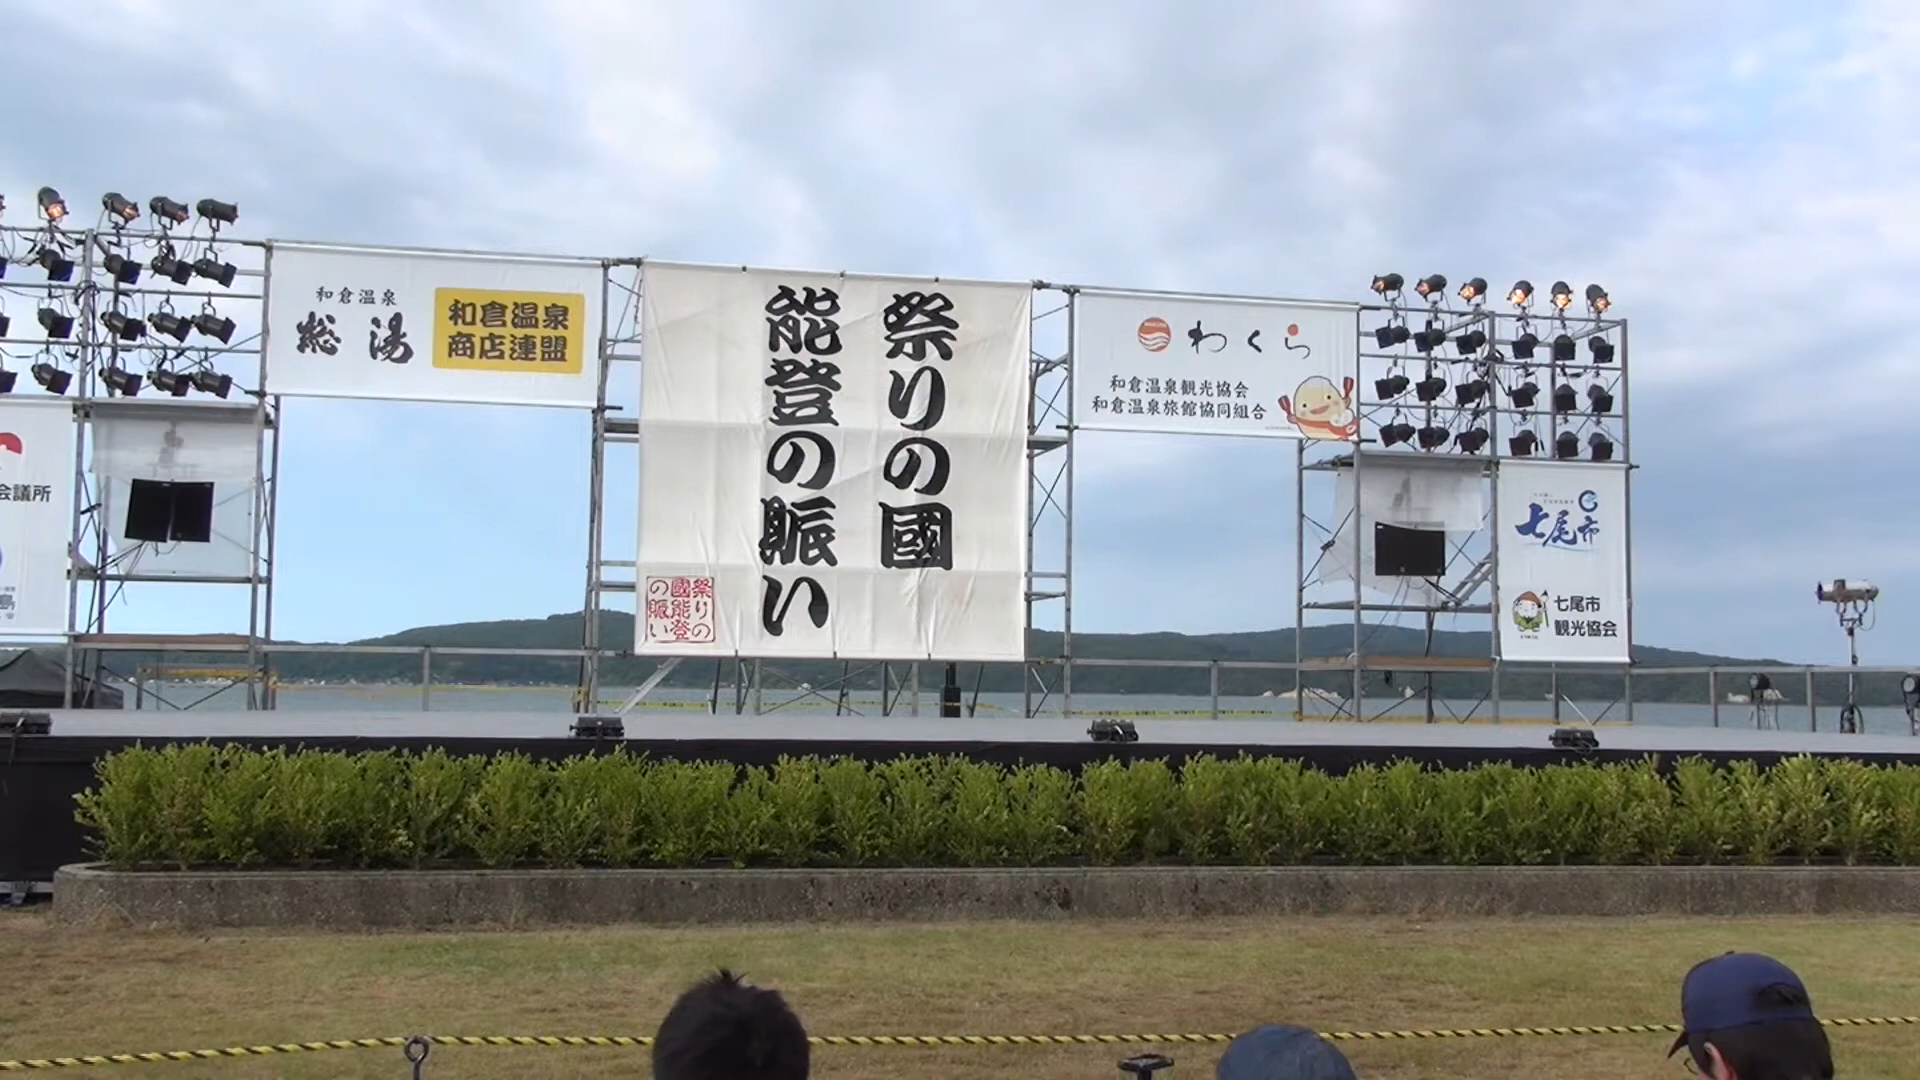 和倉温泉
総湯
和倉温泉
商店連盟
祭りの國
能登の賑い
祭りの
國能登
の賑い
わくら
和倉温泉観光協会
和倉温泉旅館協同組合
会議所
島
七尾市
七尾市
観光協会